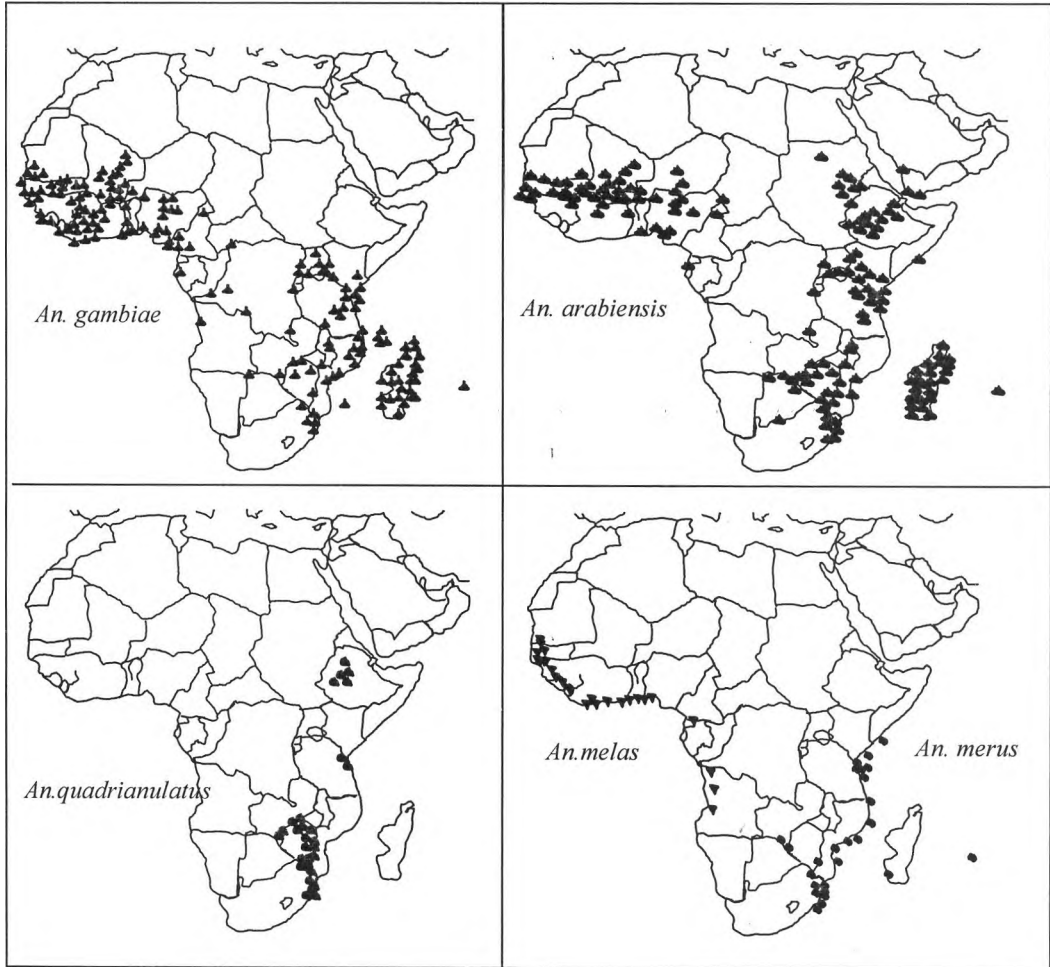 An. gambiae
An. arabiensis
An.quadrianulatus
An.melas
An. merus